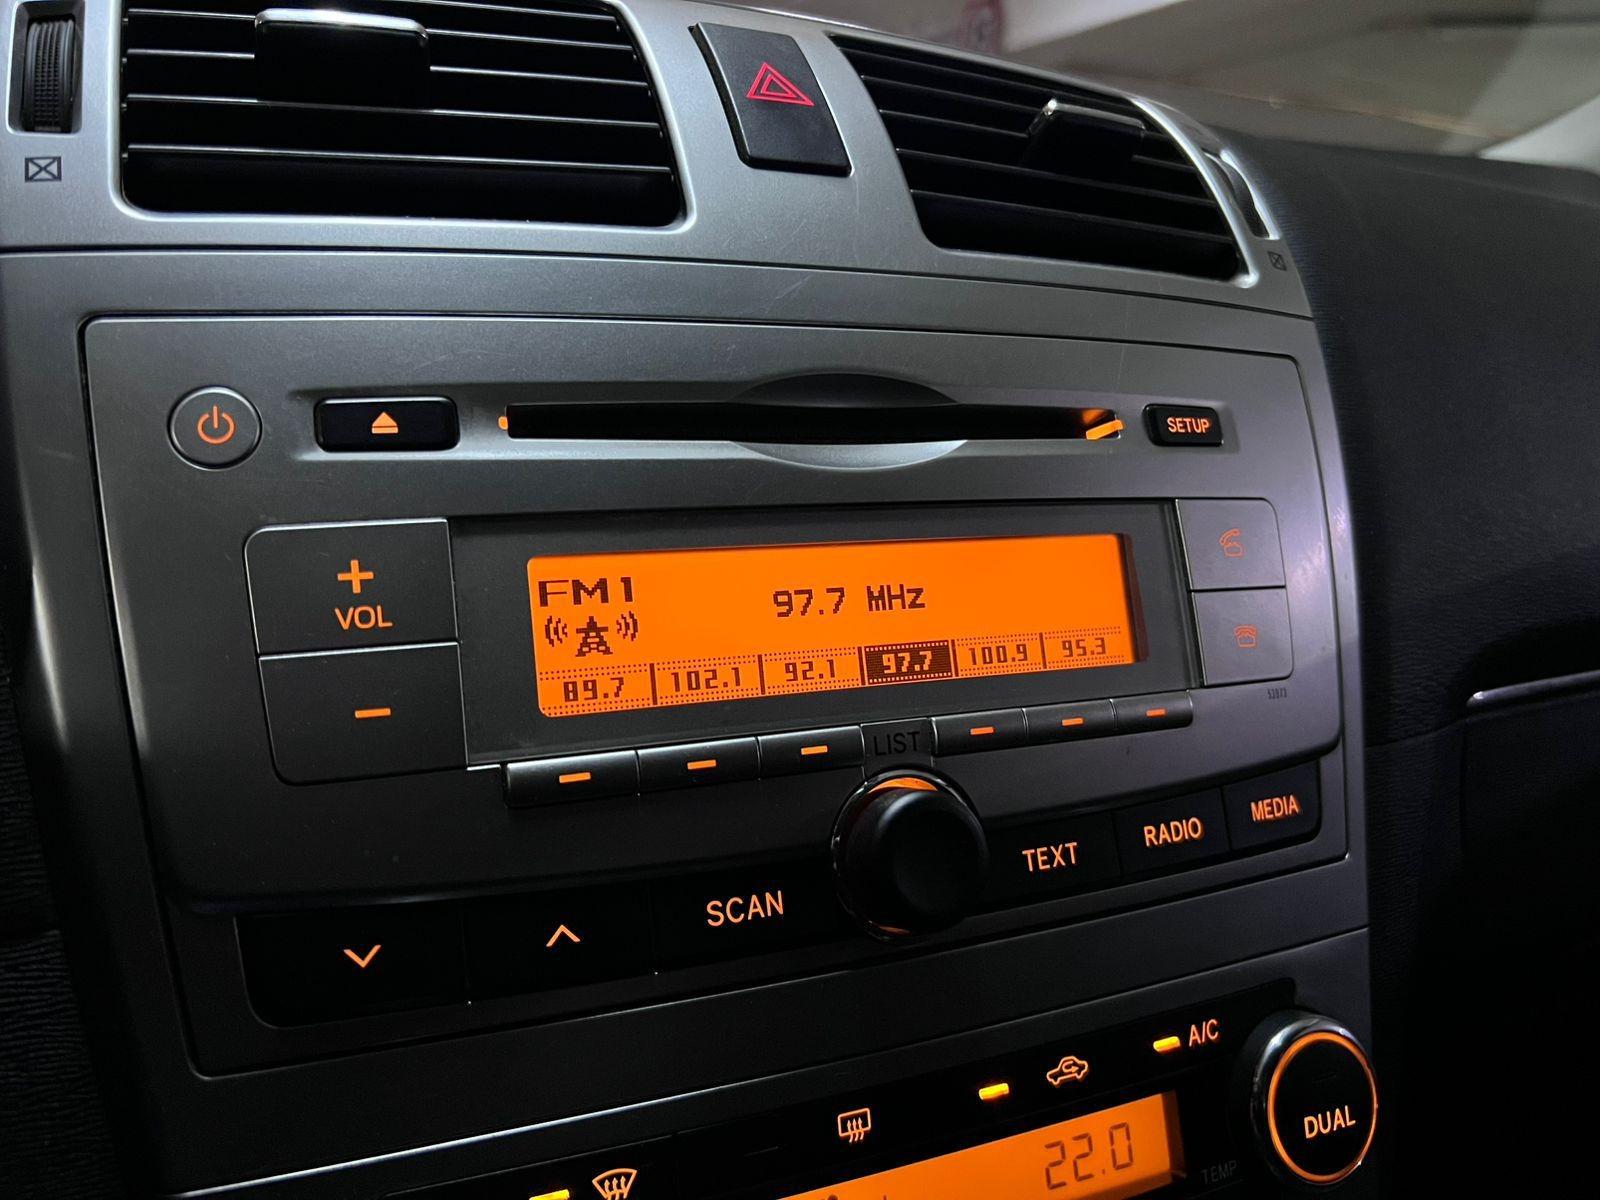 SETUP
+
VOL
FM1
97.7 MHz
89.7 102.1 92.1 97.7 100.9 95.3
−
53873
LIST
TEXT RADIO MEDIA
SCAN
A/C
DUAL
22.0
TEMP